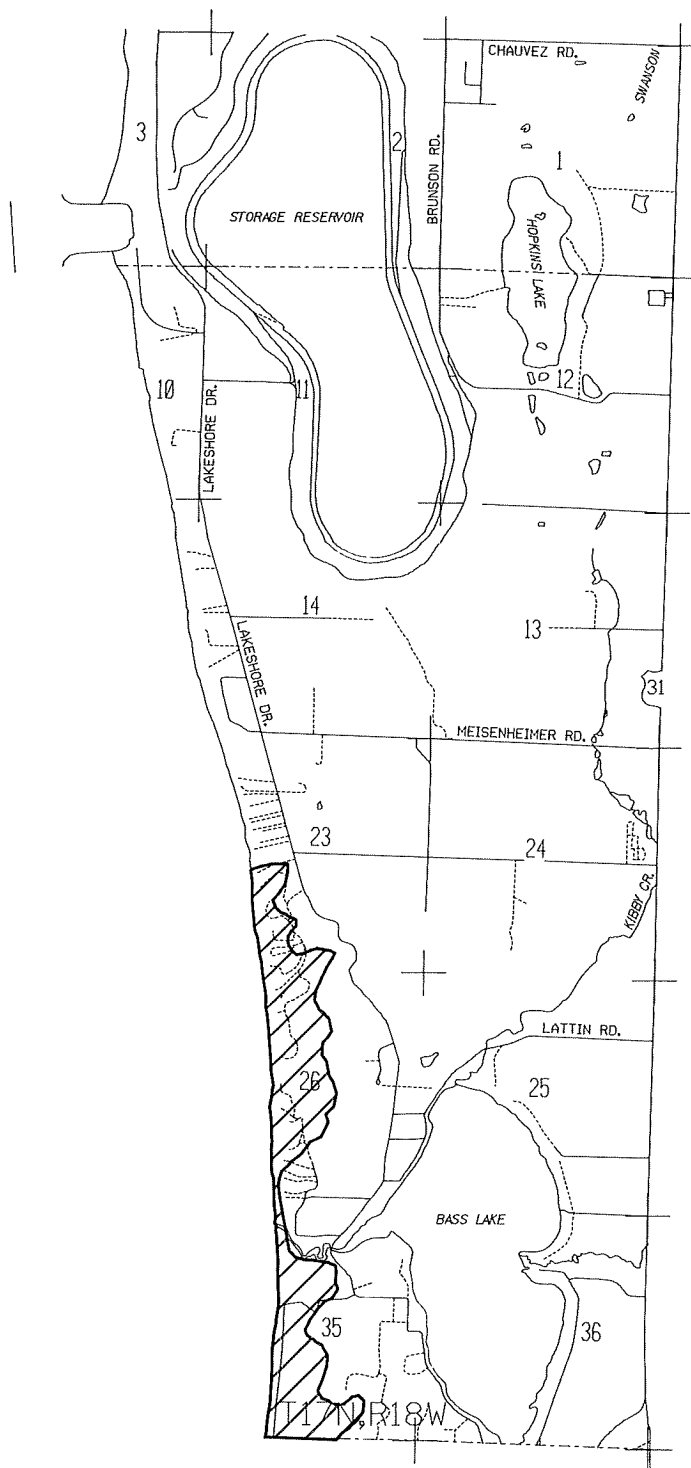 CHAUVEZ RD.
SWANSON
3
2
BRUNSON RD.
1
STORAGE RESERVOIR
HOPKINS LAKE
10
LAKESHORE DR.
11
12
14
13
LAKESHORE DR.
31
MEISENHEIMER RD.
23
24
KIBBY CR.
LATTIN RD.
26
25
BASS LAKE
35
36
T17N,R18W